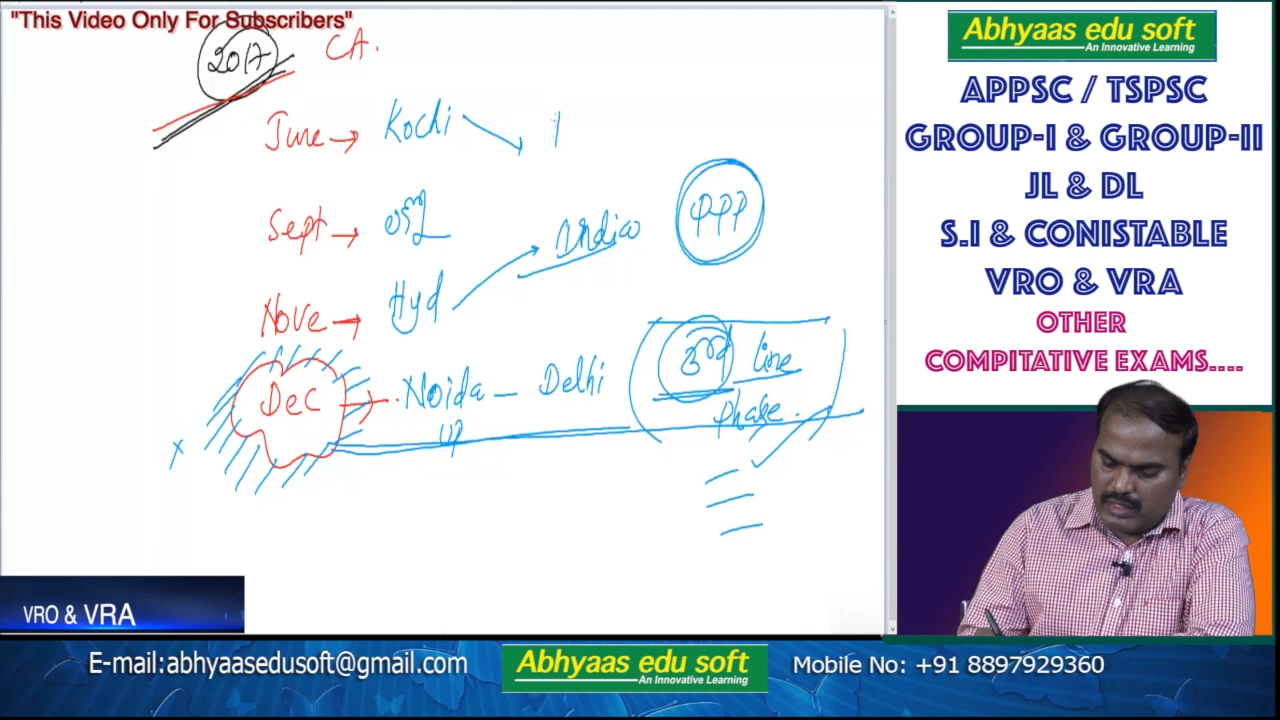 "This Video Only For Subscribers"
2017 CA.
June → Kochi
Sept →
PPP
Nove → Hyd
Dec → Noida - Delhi
UP
line
phase.
Abhyaas edu soft
An Innovative Learning
APPSC / TSPSC
GROUP-I & GROUP-II
JL & DL
S.I & CONISTABLE
VRO & VRA
OTHER
COMPITATIVE EXAMS....
VRO & VRA
E-mail:abhyaasedusoft@gmail.com
Abhyaas edu soft
An Innovative Learning
Mobile No: +91 8897929360